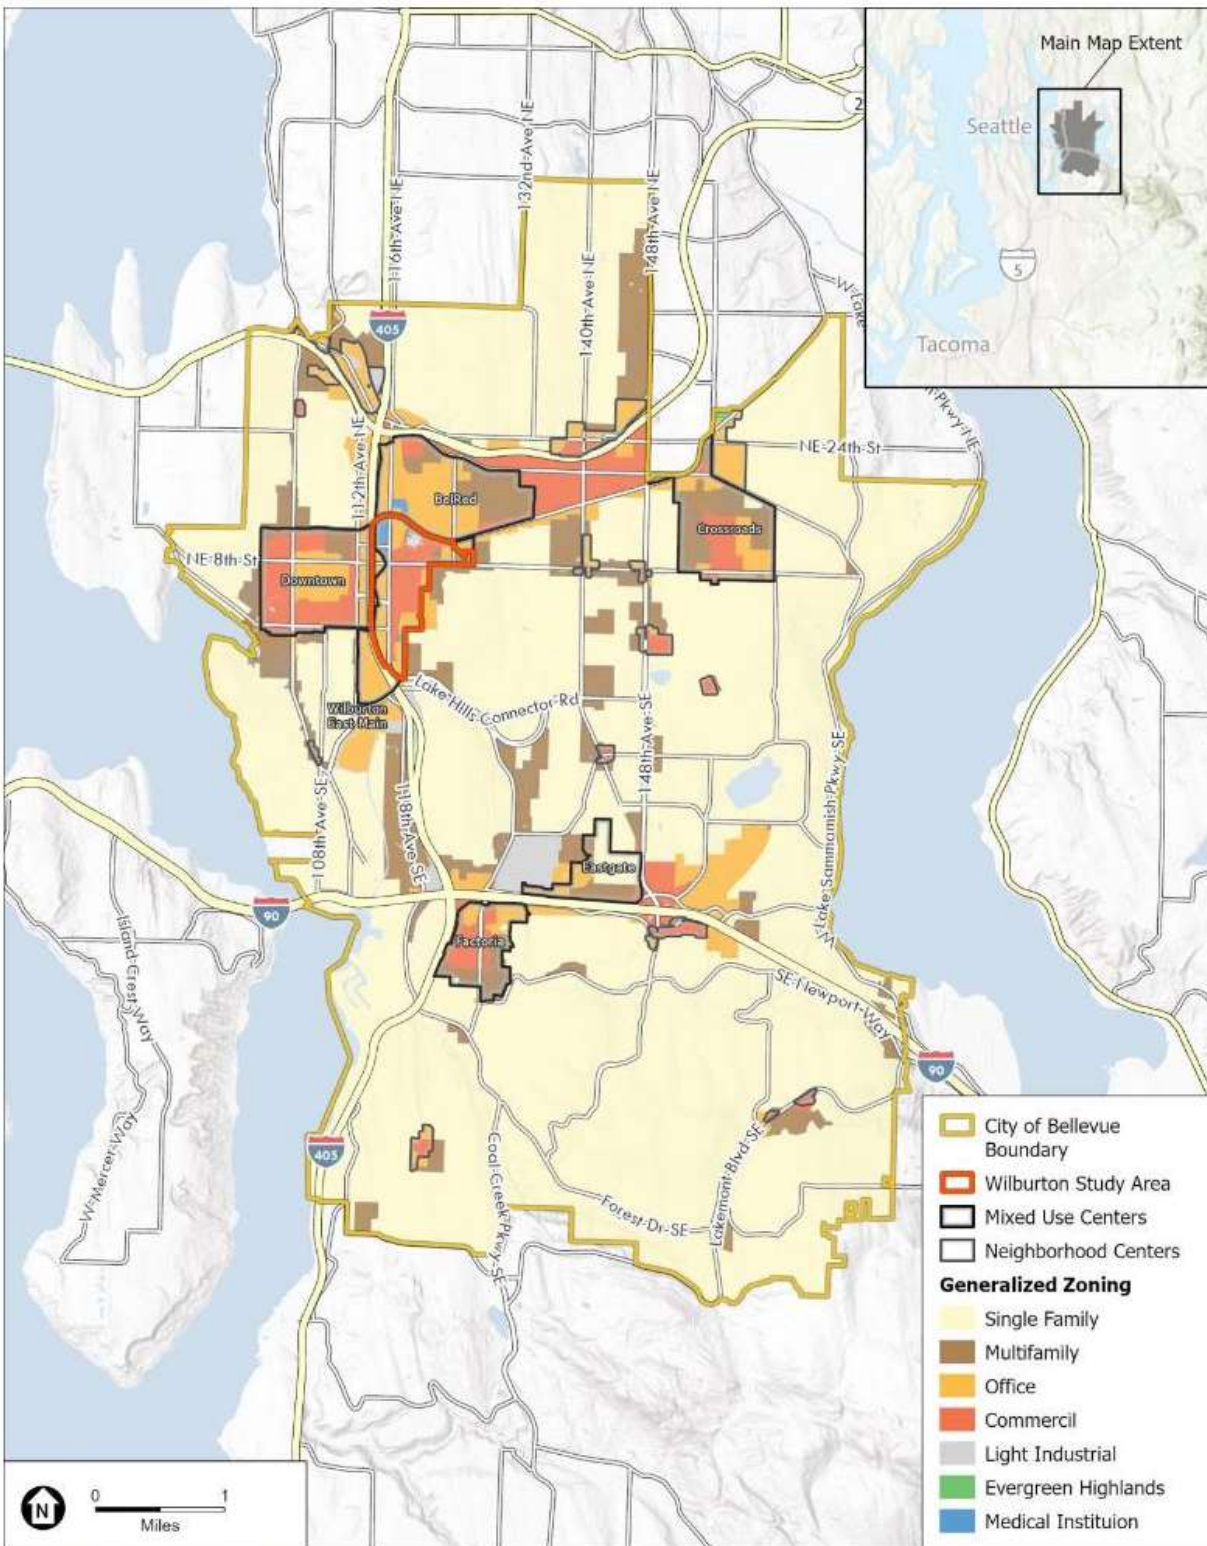 Main Map Extent
Seattle
5
Tacoma
2
132nd Ave NE
116th Ave NE
148th Ave NE
140th Ave NE
405
W Lake
Pkwy NE
NE 24th St
112th Ave NE
BelRed
Crossroads
NE 8th St
Downtown
Lake Hills Connector Rd
Wilburton
East Main
148th Ave SE
W Lake Sammamish Pkwy SE
108th Ave SE
118th Ave SE
Eastgate
90
Factoria
Island Crest Way
SE Newport Way
90
W Mercer Way
405
Coal Creek Pkwy SE
Lakemont Blvd SE
Forest Dr SE
City of Bellevue
Boundary
Wilburton Study Area
Mixed Use Centers
Neighborhood Centers
Generalized Zoning
Single Family
Multifamily
Office
Commercil
Light Industrial
Evergreen Highlands
Medical Instituion
N
0 1
Miles